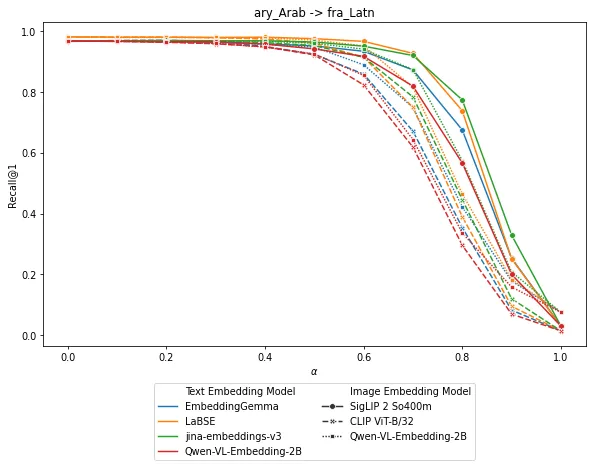 ary_Arab -> fra_Latn
Recall@1
1.0
0.8
0.6
0.4
0.2
0.0
0.0 0.2 0.4 0.6 0.8 1.0
α
Text Embedding Model Image Embedding Model
EmbeddingGemma SigLIP 2 So400m
LaBSE CLIP ViT-B/32
jina-embeddings-v3 Qwen-VL-Embedding-2B
Qwen-VL-Embedding-2B